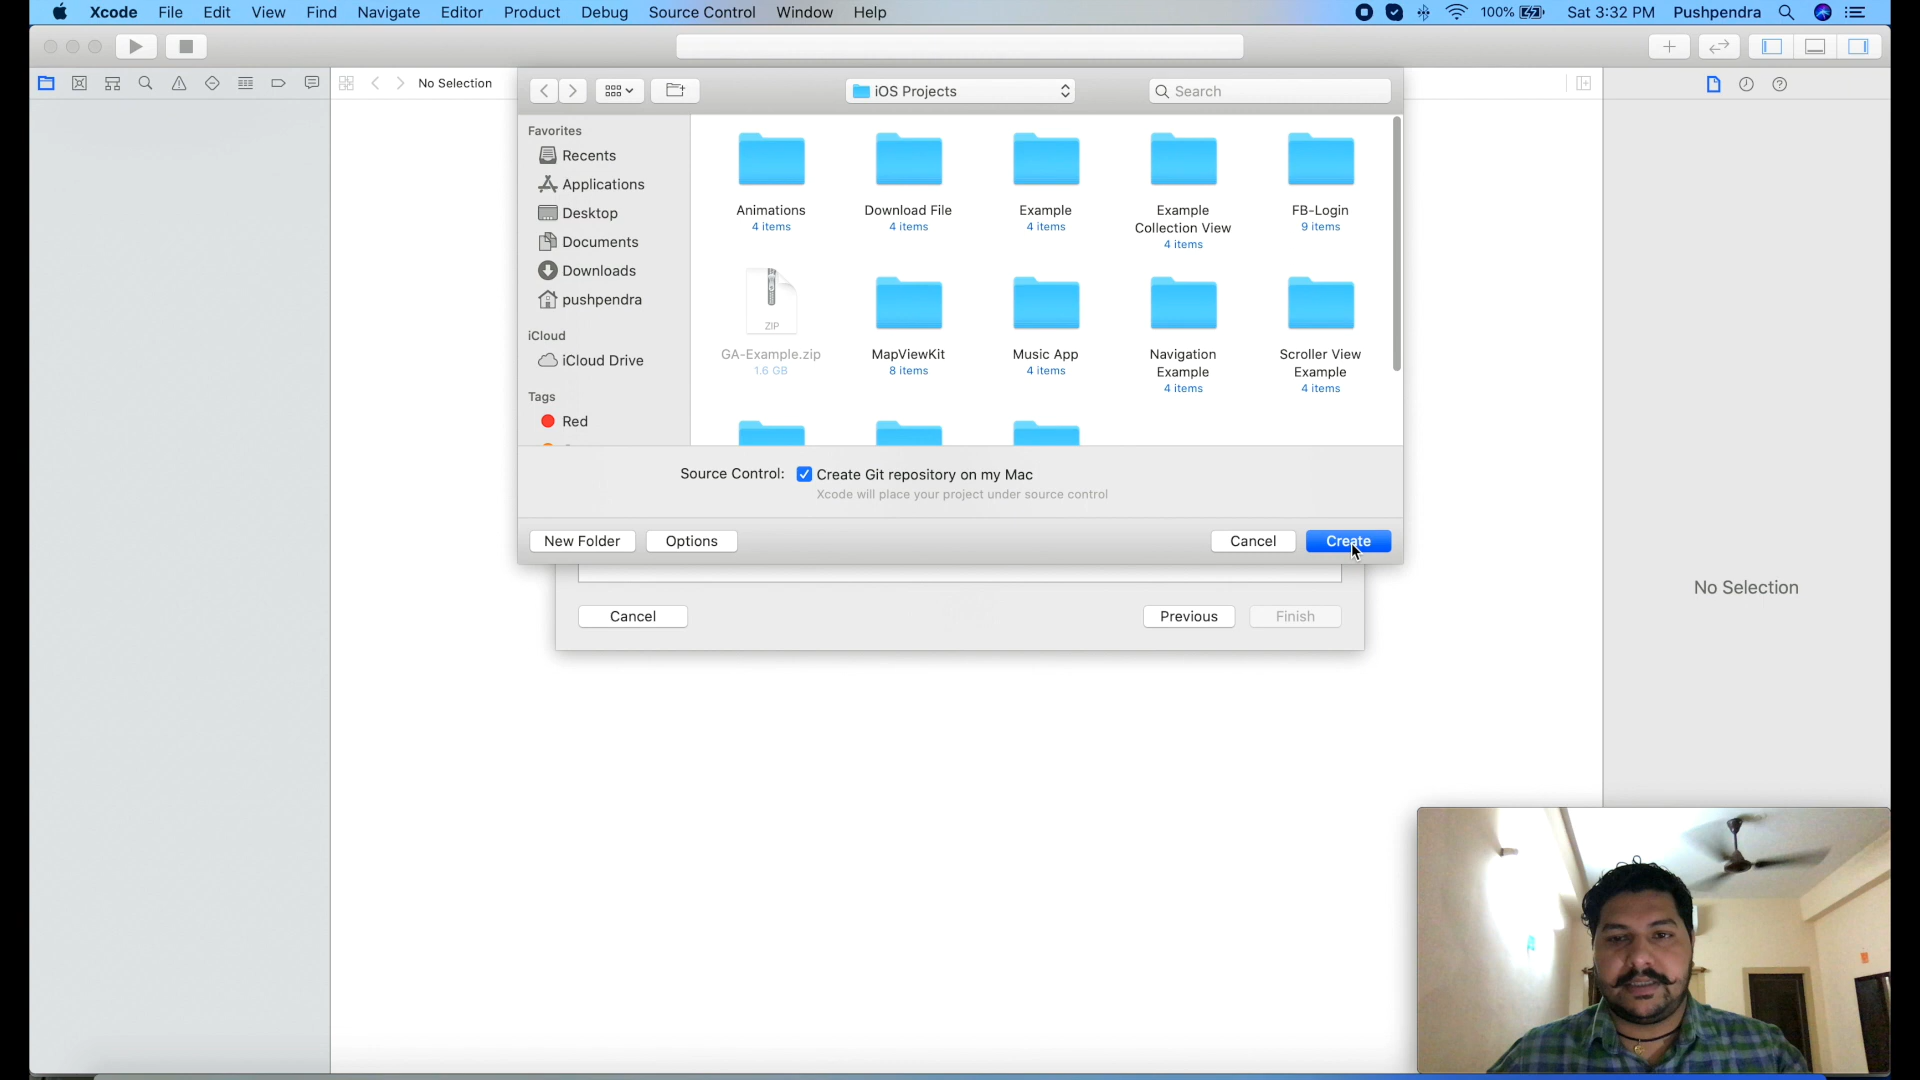 Xcode File Edit View Find Navigate Editor Product Debug Source Control Window Help 100% Sat 3:32 PM Pushpendra
No Selection
iOS Projects
Search
Favorites
Recents
Applications
Desktop
Documents
Downloads
pushpendra
iCloud
iCloud Drive
Tags
Red
Animations
4 items
Download File
4 items
Example
4 items
Example
Collection View
4 items
FB-Login
9 items
ZIP
GA-Example.zip
1.6 GB
MapViewKit
8 items
Music App
4 items
Navigation
Example
4 items
Scroller View
Example
4 items
Source Control: Create Git repository on my Mac
Xcode will place your project under source control
New Folder Options Cancel Create
Cancel Previous Finish
No Selection